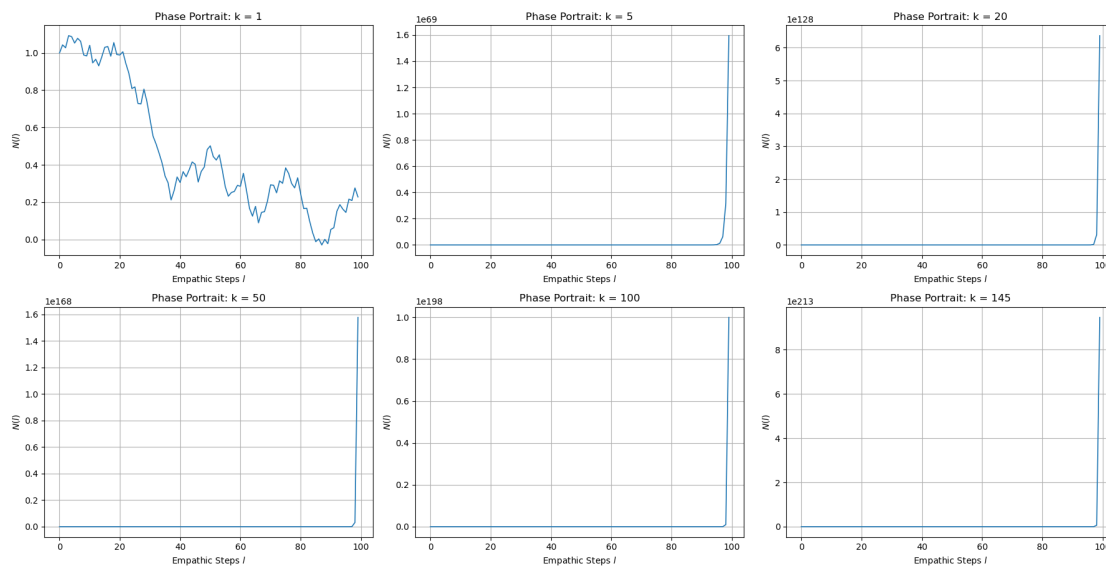 Phase Portrait: k = 1
N(l)
1.0
0.8
0.6
0.4
0.2
0.0
0 20 40 60 80 100
Empathic Steps l
Phase Portrait: k = 5
1e69
N(l)
1.6
1.4
1.2
1.0
0.8
0.6
0.4
0.2
0.0
0 20 40 60 80 100
Empathic Steps l
Phase Portrait: k = 20
1e128
N(l)
6
5
4
3
2
1
0
0 20 40 60 80 100
Empathic Steps l
Phase Portrait: k = 50
1e168
N(l)
1.6
1.4
1.2
1.0
0.8
0.6
0.4
0.2
0.0
0 20 40 60 80 100
Empathic Steps l
Phase Portrait: k = 100
1e198
N(l)
1.0
0.8
0.6
0.4
0.2
0.0
0 20 40 60 80 100
Empathic Steps l
Phase Portrait: k = 145
1e213
N(l)
8
6
4
2
0
0 20 40 60 80 100
Empathic Steps l